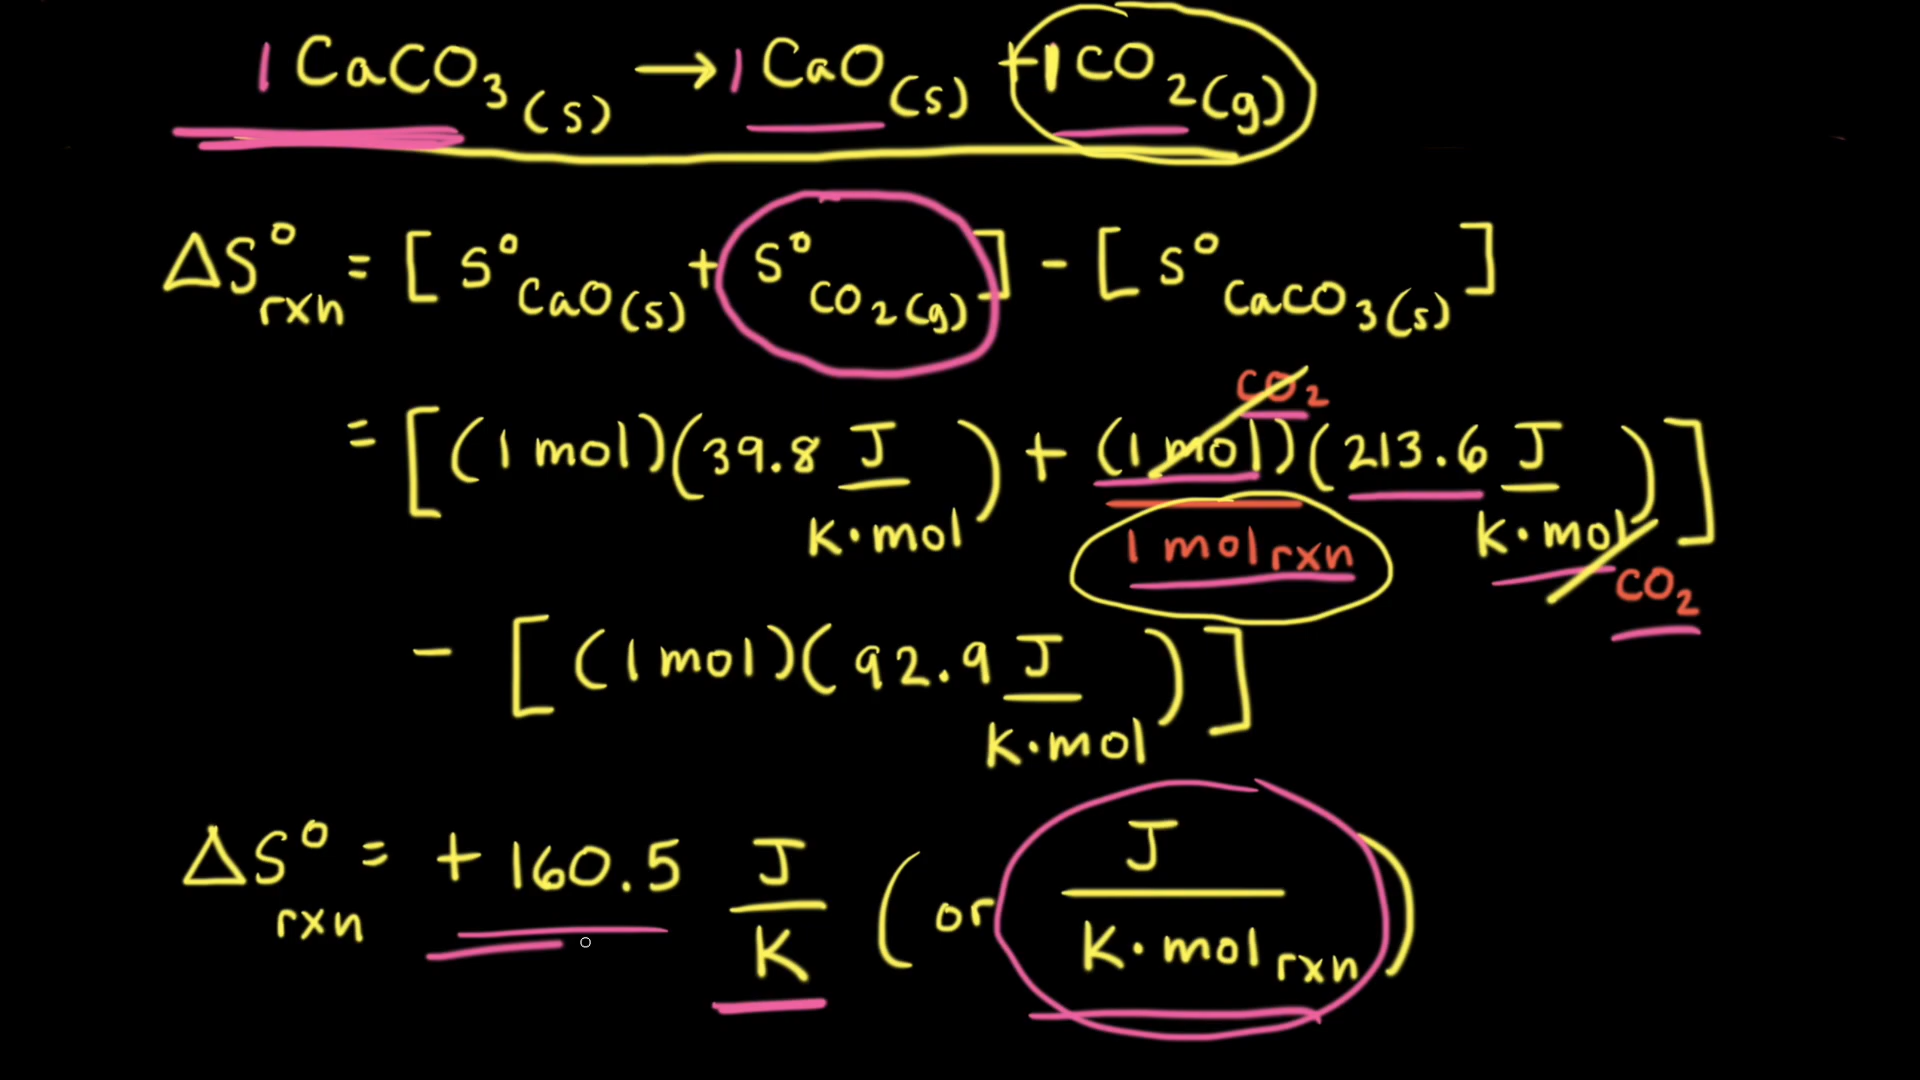 1 CaCO₃(s) → 1 CaO(s) + 1 CO₂(g)
ΔS°rxn = [ S°CaO(s) + S°CO₂(g) ] - [ S°CaCO₃(s) ]
CO₂
= [ (1 mol)(39.8 J/K·mol) + (1 mol)(213.6 J/K·mol) ]
1 mol rxn
CO₂
- [ (1 mol)(92.9 J/K·mol) ]
ΔS°rxn = +160.5 J/K (or J/K·mol rxn)